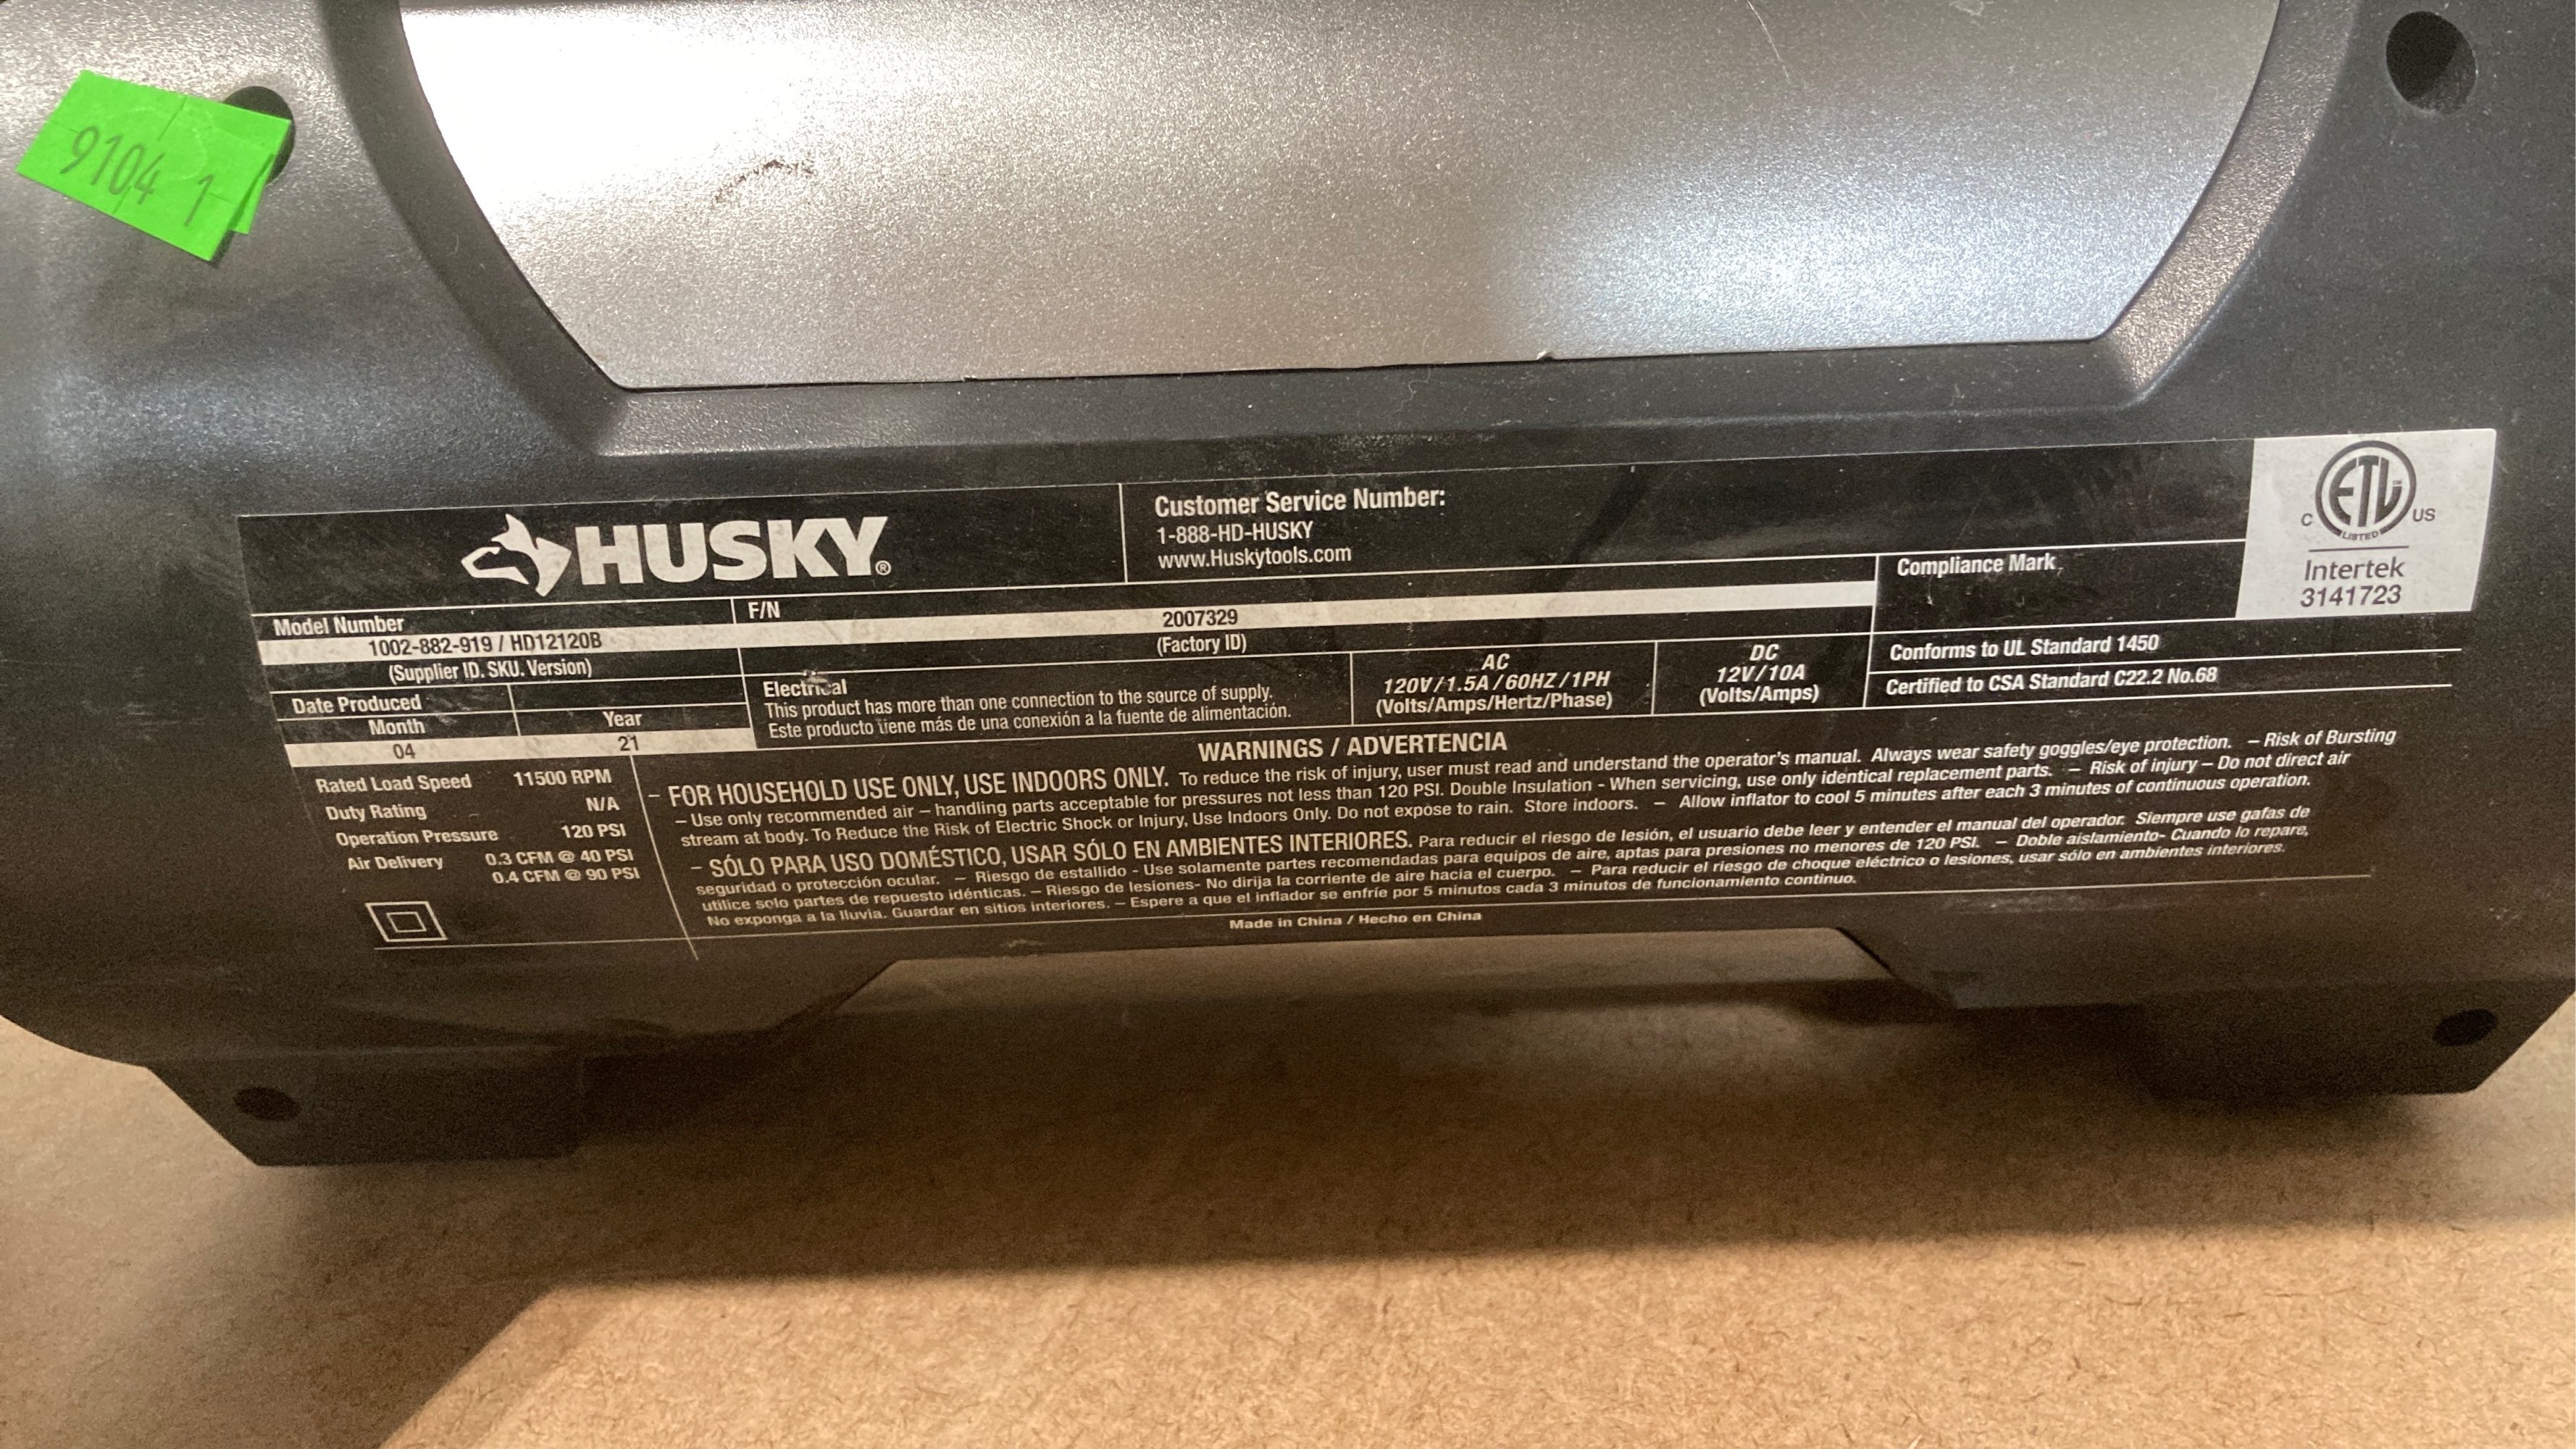 9104 1
HUSKY®
Customer Service Number:
1-888-HD-HUSKY
www.Huskytools.com
ETL
C US
LISTED
Intertek
3141723
Compliance Mark
Model Number
1002-882-919 / HD12120B
(Supplier ID. SKU. Version)
F/N
2007329
(Factory ID)
Date Produced
Month Year
04 21
Electrical
This product has more than one connection to the source of supply.
Este producto tiene más de una conexión a la fuente de alimentación.
AC
120V/1.5A/60HZ/1PH
(Volts/Amps/Hertz/Phase)
DC
12V/10A
(Volts/Amps)
Conforms to UL Standard 1450
Certified to CSA Standard C22.2 No.68
Rated Load Speed 11500 RPM
Duty Rating N/A
Operation Pressure 120 PSI
Air Delivery 0.3 CFM @ 40 PSI
0.4 CFM @ 90 PSI
WARNINGS / ADVERTENCIA
– FOR HOUSEHOLD USE ONLY, USE INDOORS ONLY. To reduce the risk of injury, user must read and understand the operator's manual. Always wear safety goggles/eye protection. – Risk of Bursting
– Use only recommended air – handling parts acceptable for pressures not less than 120 PSI. Double Insulation - When servicing, use only identical replacement parts. – Risk of injury – Do not direct air
stream at body. To Reduce the Risk of Electric Shock or Injury, Use Indoors Only. Do not expose to rain. Store indoors. – Allow inflator to cool 5 minutes after each 3 minutes of continuous operation.
– SÓLO PARA USO DOMÉSTICO, USAR SÓLO EN AMBIENTES INTERIORES. Para reducir el riesgo de lesión, el usuario debe leer y entender el manual del operador. Siempre use gafas de
seguridad o protección ocular. – Riesgo de estallido - Use solamente partes recomendadas para equipos de aire, aptas para presiones no menores de 120 PSI. – Doble aislamiento- Cuando lo repare,
utilice solo partes de repuesto idénticas. – Riesgo de lesiones- No dirija la corriente de aire hacia el cuerpo. – Para reducir el riesgo de choque eléctrico o lesiones, usar sólo en ambientes interiores.
No exponga a la lluvia. Guardar en sitios interiores. – Espere a que el inflador se enfríe por 5 minutos cada 3 minutos de funcionamiento continuo.
Made in China / Hecho en China